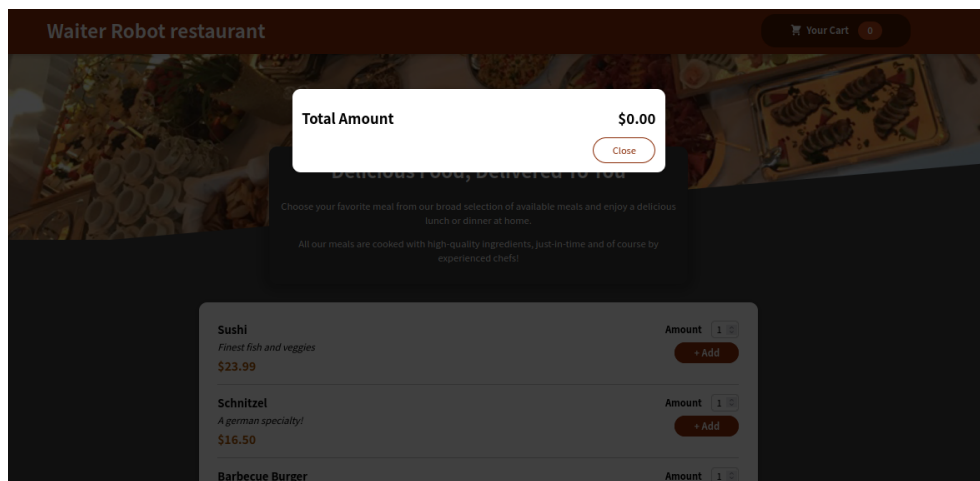 Waiter Robot restaurant
Your Cart 0
Total Amount $0.00
Close
Delicious Food, Delivered To You
Choose your favorite meal from our broad selection of available meals and enjoy a delicious
lunch or dinner at home.
All our meals are cooked with high-quality ingredients, just-in-time and of course by
experienced chefs!
Sushi
Amount 1
Finest fish and veggies
+ Add
$23.99
Schnitzel
Amount 1
A german specialty!
+ Add
$16.50
Barbecue Burger
Amount 1